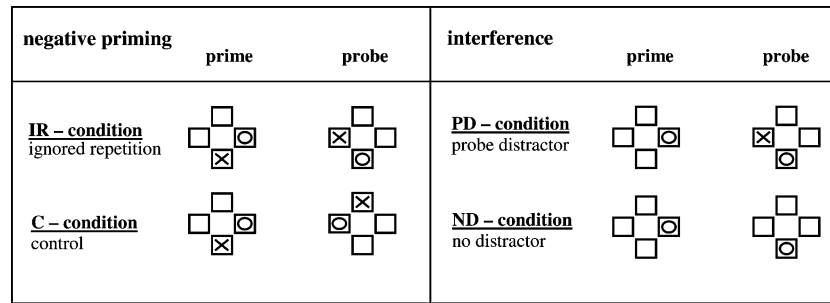 negative priming
prime probe
IR – condition
ignored repetition
C – condition
control
interference
prime probe
PD – condition
probe distractor
ND – condition
no distractor